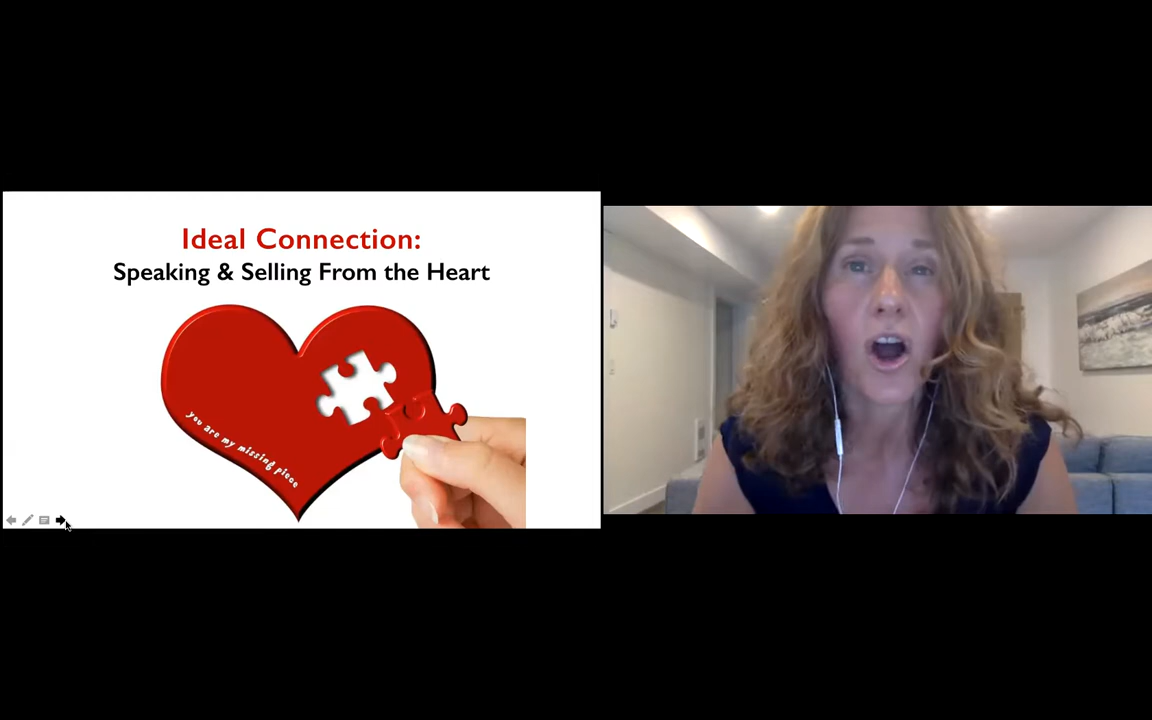 Ideal Connection:
Speaking & Selling From the Heart
you are my missing piece